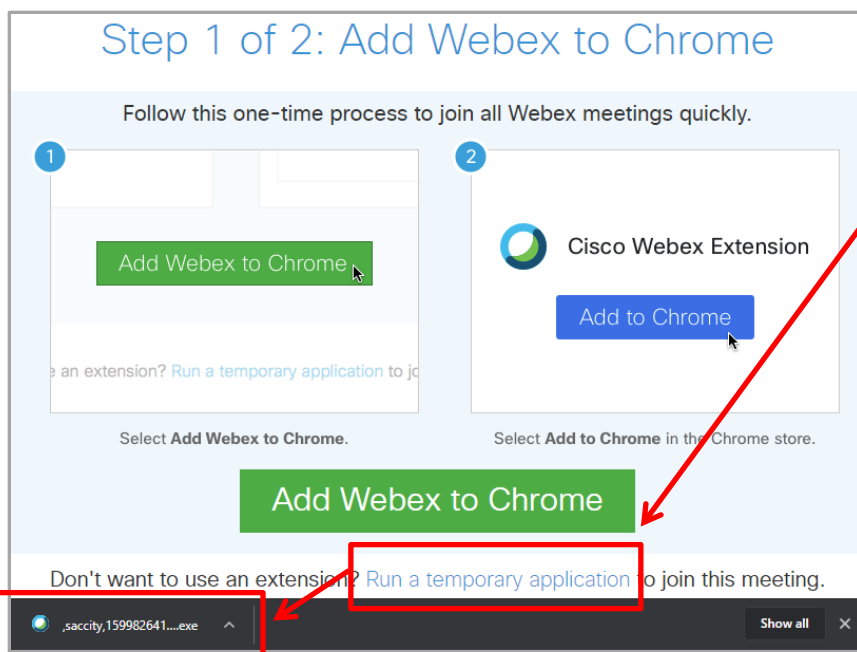 Step 1 of 2: Add Webex to Chrome
Follow this one-time process to join all Webex meetings quickly.
1
Add Webex to Chrome
an extension? Run a temporary application to jo
Select Add Webex to Chrome.
2
Cisco Webex Extension
Add to Chrome
Select Add to Chrome in the Chrome store.
Add Webex to Chrome
Don't want to use an extension? Run a temporary application to join this meeting.
,saccity,159982641....exe
Show all